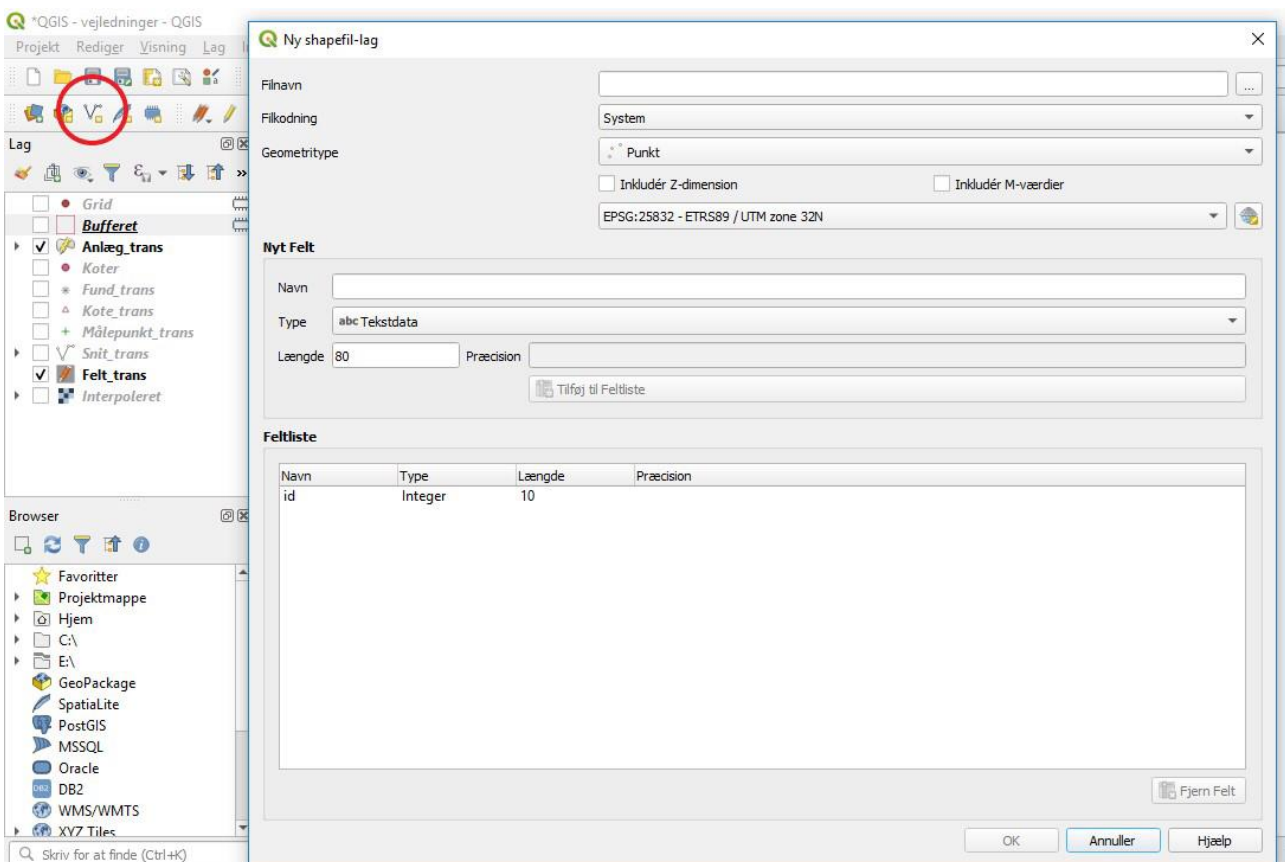 *QGIS - vejledninger - QGIS
Projekt Rediger Visning Lag
Lag
Grid
Bufferet
Anlæg_trans
Koter
Fund_trans
Kote_trans
Målepunkt_trans
Snit_trans
Felt_trans
Interpoleret
Browser
Favoritter
Projektmappe
Hjem
C:\
E:\
GeoPackage
SpatiaLite
PostGIS
MSSQL
Oracle
DB2
WMS/WMTS
XYZ Tiles
Skriv for at finde (Ctrl+K)
Ny shapefil-lag
Filnavn ...
Filkodning System
Geometritype Punkt
Inkludér Z-dimension Inkludér M-værdier
EPSG:25832 - ETRS89 / UTM zone 32N
Nyt Felt
Navn
Type abc Tekstdata
Længde 80 Præcision
Tilføj til Feltliste
Feltliste
Navn Type Længde Præcision
id Integer 10
Fjern Felt
OK Annuller Hjælp